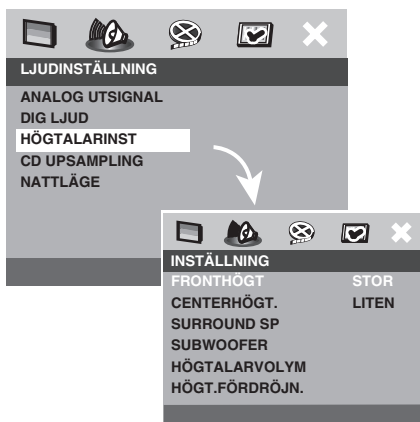 LJUDINSTÄLLNING
ANALOG UTSIGNAL
DIG LJUD
HÖGTALARINST
CD UPSAMPLING
NATTLÄGE
INSTÄLLNING
FRONTHÖGT STOR
CENTERHÖGT. LITEN
SURROUND SP
SUBWOOFER
HÖGTALARVOLYM
HÖGT.FÖRDRÖJN.